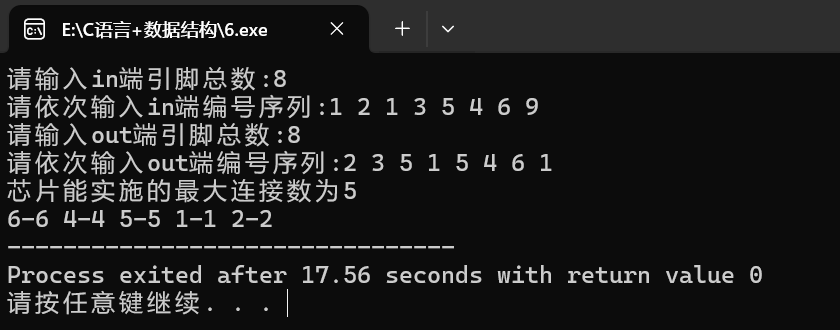 E:\C语言+数据结构\6.exe
请输入in端引脚总数:8
请依次输入in端编号序列:1 2 1 3 5 4 6 9
请输入out端引脚总数:8
请依次输入out端编号序列:2 3 5 1 5 4 6 1
芯片能实施的最大连接数为5
6-6 4-4 5-5 1-1 2-2
--------------------------------
Process exited after 17.56 seconds with return value 0
请按任意键继续. . .